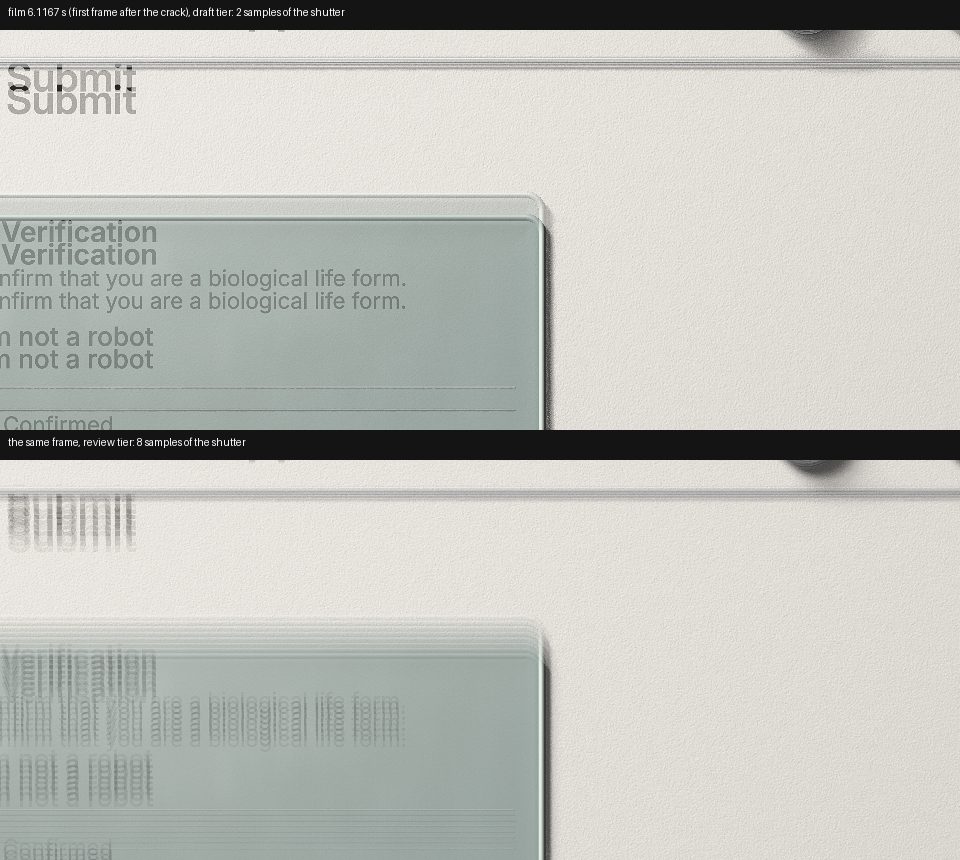 film 6.1167 s (first frame after the crack), draft tier: 2 samples of the shutter
Submit
Submit
Verification
Verification
nfirm that you are a biological life form.
nfirm that you are a biological life form.
not a robot
not a robot
Confirmed
the same frame, review tier: 8 samples of the shutter
Submit
Verification
nfirm that you are a biological life form.
not a robot
Confirmed